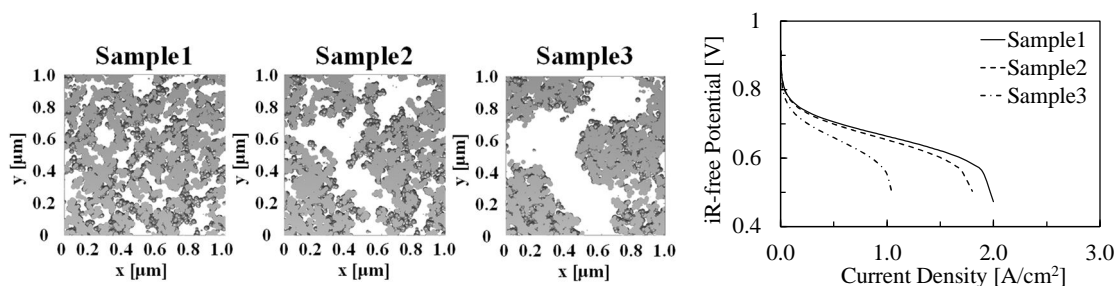 Sample1
1.0
0.8
0.6
0.4
0.2
0
y [μm]
0 0.2 0.4 0.6 0.8 1.0
x [μm]
Sample2
1.0
0.8
0.6
0.4
0.2
0
y [μm]
0 0.2 0.4 0.6 0.8 1.0
x [μm]
Sample3
1.0
0.8
0.6
0.4
0.2
0
y [μm]
0 0.2 0.4 0.6 0.8 1.0
x [μm]
iR-free Potential [V]
1
0.8
0.6
0.4
Sample1
Sample2
Sample3
0.0 1.0 2.0 3.0
Current Density [A/cm²]